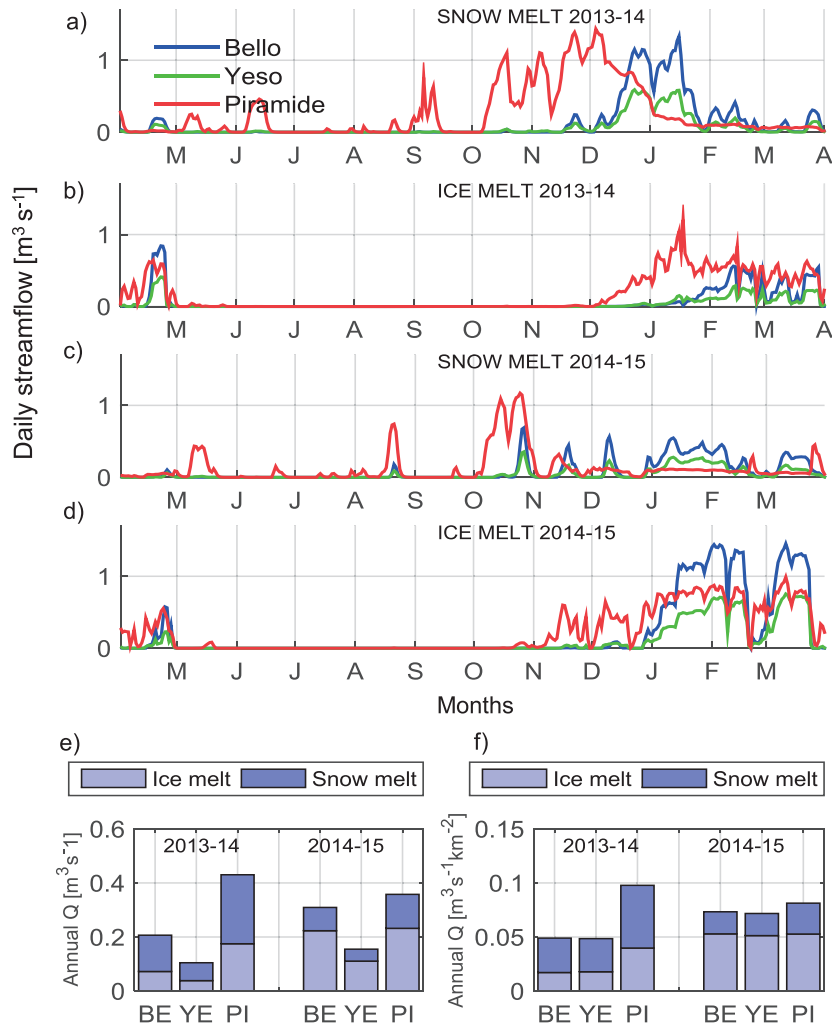 a)
SNOW MELT 2013-14
Bello
Yeso
Piramide
1
0
M J J A S O N D J F M A
b)
ICE MELT 2013-14
1
0
M J J A S O N D J F M A
c)
SNOW MELT 2014-15
1
0
M J J A S O N D J F M
d)
ICE MELT 2014-15
1
0
M J J A S O N D J F M
Daily streamflow [m³ s⁻¹]
Months
e)
Ice melt Snow melt
Annual Q [m³s⁻1]
0.6
0.4
0.2
0
2013-14 2014-15
BE YE PI BE YE PI
f)
Ice melt Snow melt
Annual Q [m³s⁻¹km⁻²]
0.15
0.1
0.05
0
2013-14 2014-15
BE YE PI BE YE PI